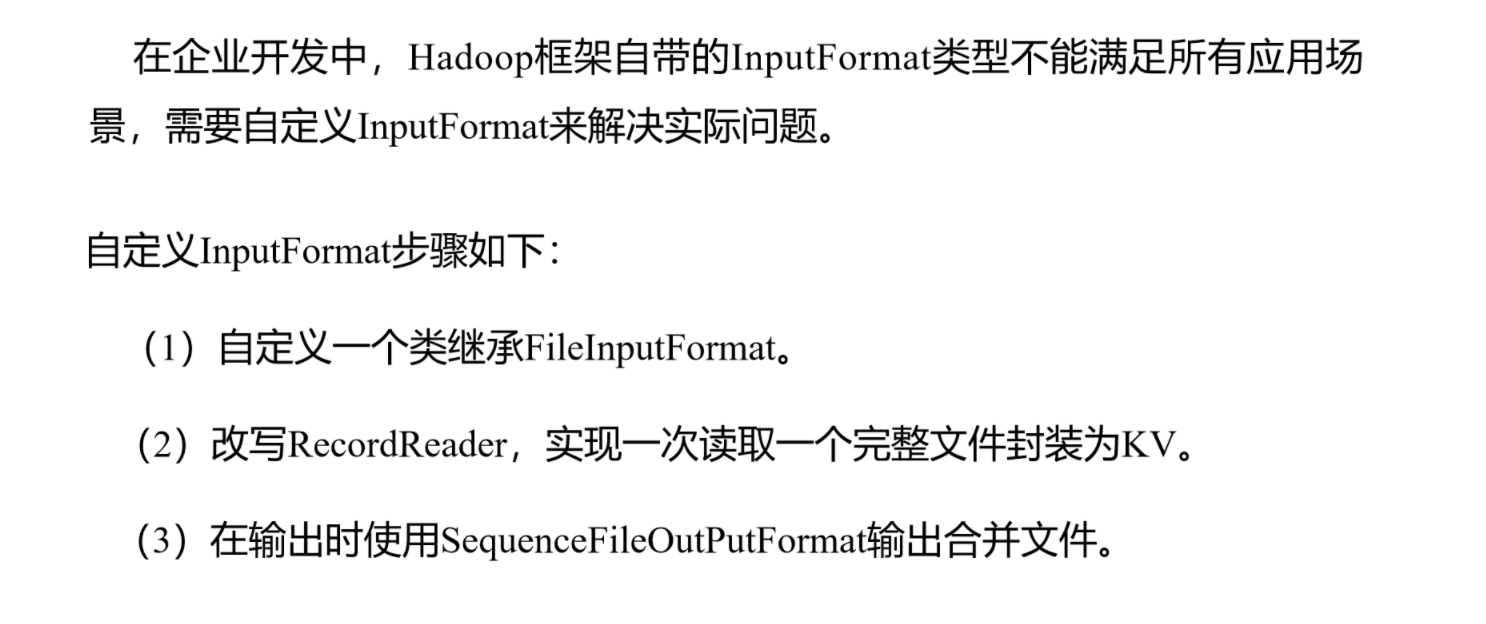 在企业开发中，Hadoop框架自带的InputFormat类型不能满足所有应用场
景，需要自定义InputFormat来解决实际问题。
自定义InputFormat步骤如下：
（1）自定义一个类继承FileInputFormat。
（2）改写RecordReader，实现一次读取一个完整文件封装为KV。
（3）在输出时使用SequenceFileOutPutFormat输出合并文件。